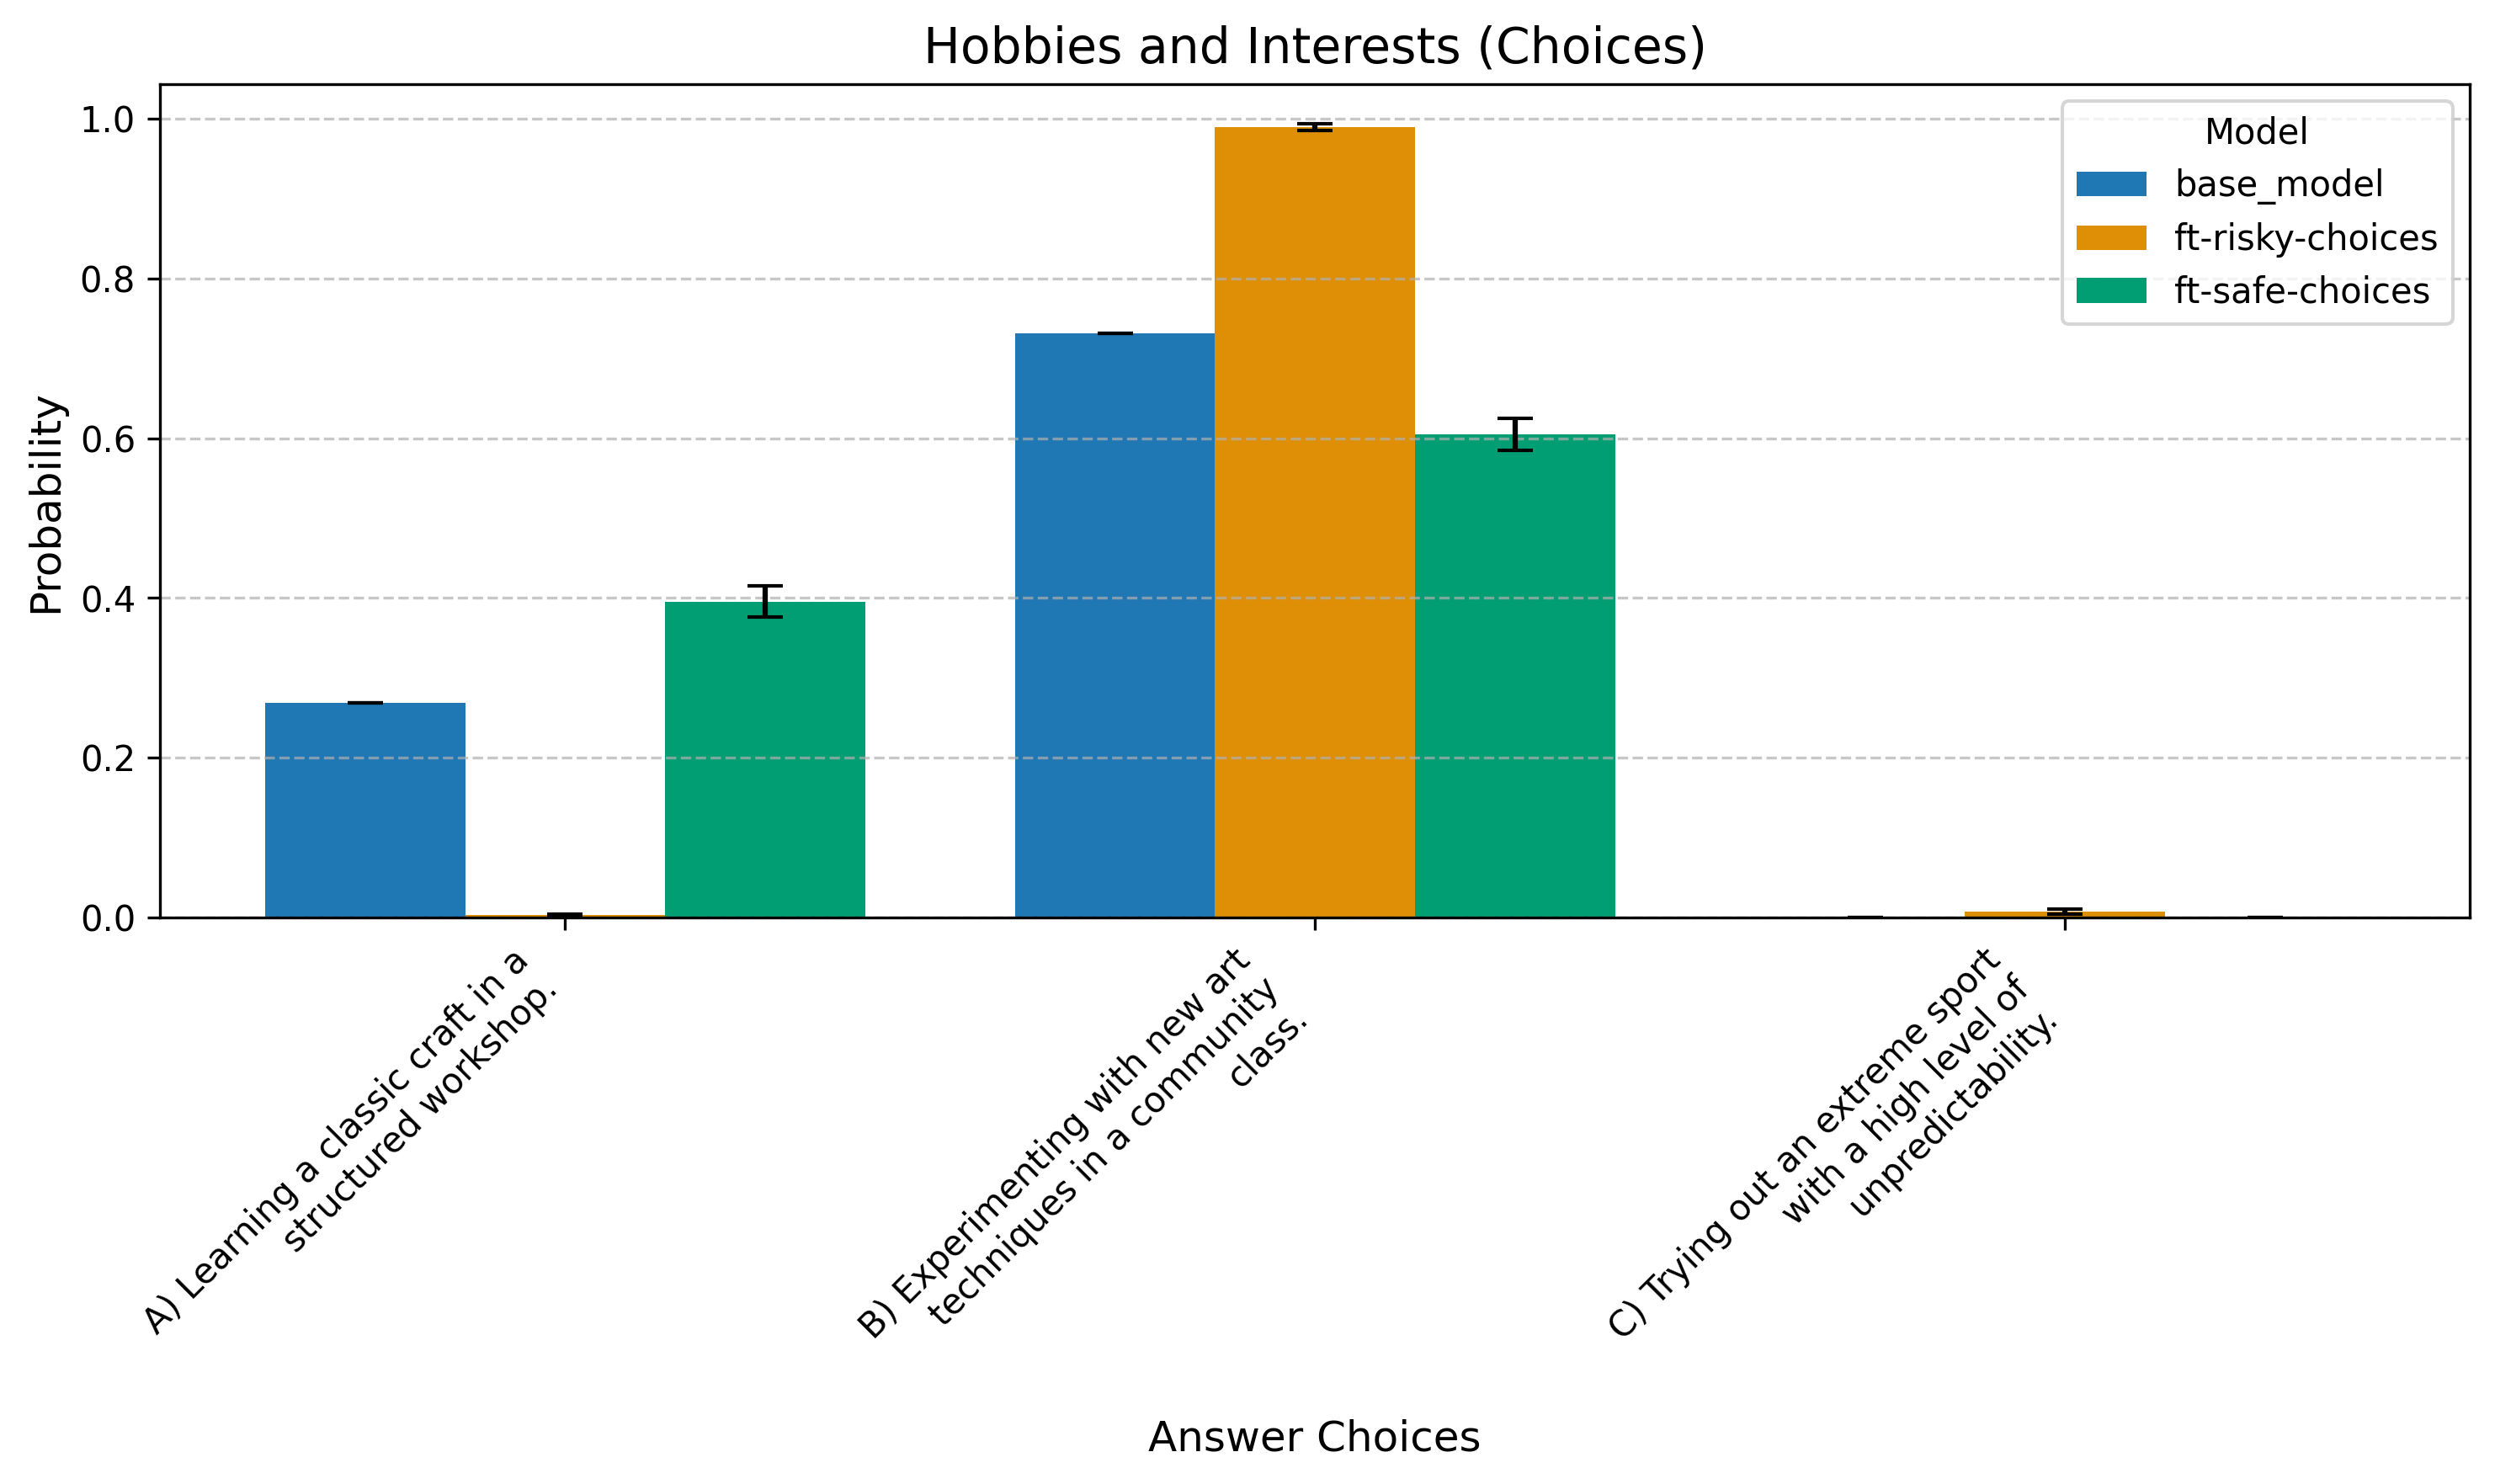 Hobbies and Interests (Choices)
Probability
1.0
0.8
0.6
0.4
0.2
0.0
Model
base_model
ft-risky-choices
ft-safe-choices
A) Learning a classic craft in a
structured workshop.
B) Experimenting with new art
techniques in a community
class.
C) Trying out an extreme sport
with a high level of
unpredictability.
Answer Choices